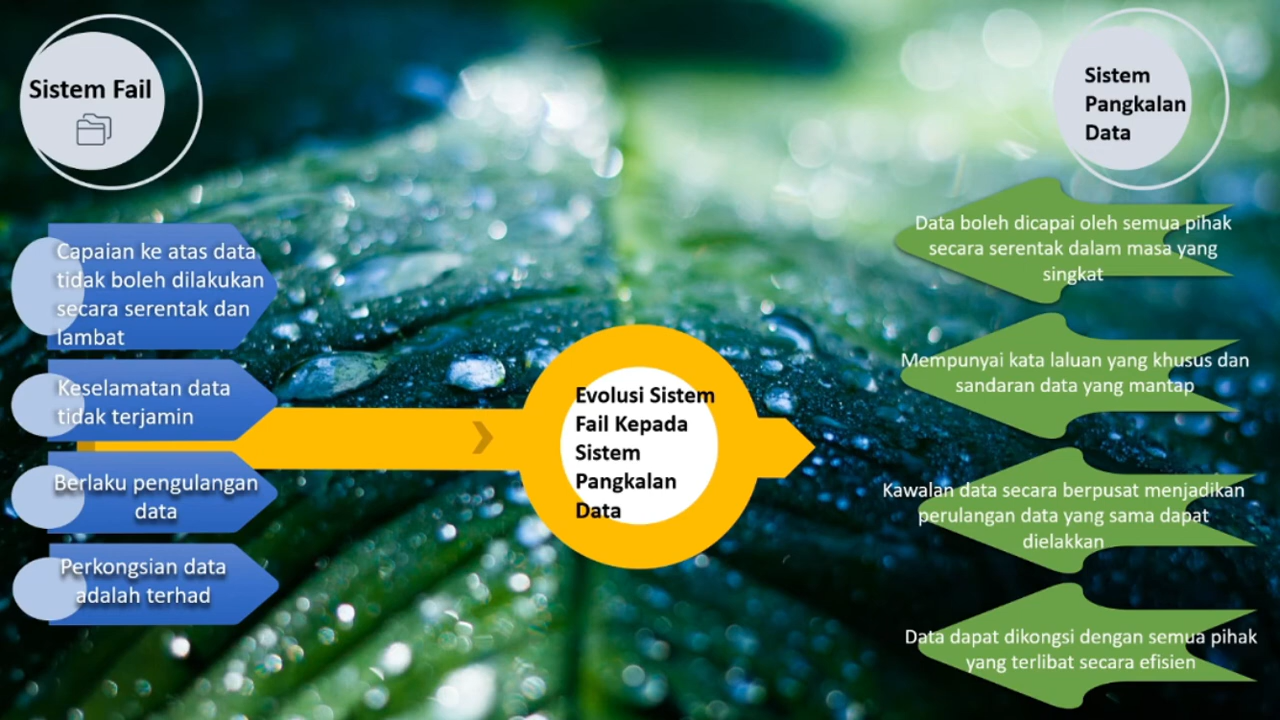 Sistem Fail
Capaian ke atas data
tidak boleh dilakukan
secara serentak dan
lambat
Keselamatan data
tidak terjamin
Berlaku pengulangan
data
Perkongsian data
adalah terhad
Evolusi Sistem
Fail Kepada
Sistem
Pangkalan
Data
Sistem
Pangkalan
Data
Data boleh dicapai oleh semua pihak
secara serentak dalam masa yang
singkat
Mempunyai kata laluan yang khusus dan
sandaran data yang mantap
Kawalan data secara berpusat menjadikan
perulangan data yang sama dapat
dielakkan
Data dapat dikongsi dengan semua pihak
yang terlibat secara efisien